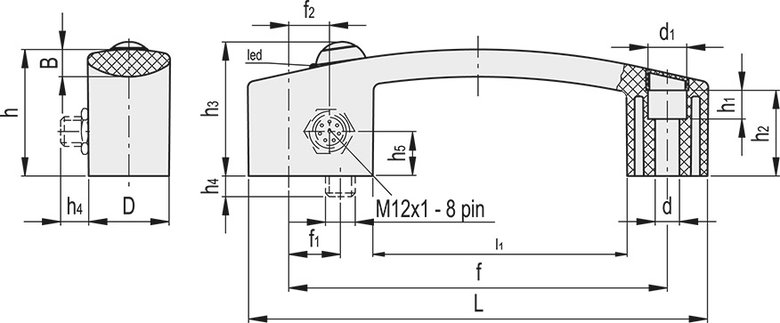 f₂
led
d₁
B
h
h₃
h₁
h₂
h₅
h₄
h₄
D
M12x1 - 8 pin
d
f₁
l₁
f
L